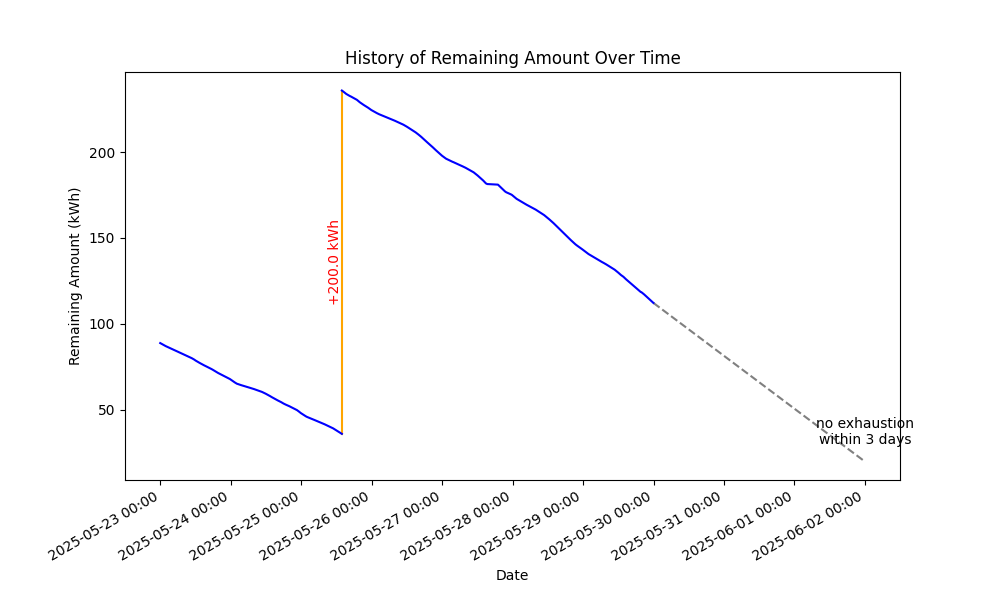 History of Remaining Amount Over Time
Remaining Amount (kWh)
200
150
100
50
+200.0 kWh
no exhaustion
within 3 days
2025-05-23 00:00
2025-05-24 00:00
2025-05-25 00:00
2025-05-26 00:00
2025-05-27 00:00
2025-05-28 00:00
2025-05-29 00:00
2025-05-30 00:00
2025-05-31 00:00
2025-06-01 00:00
2025-06-02 00:00
Date